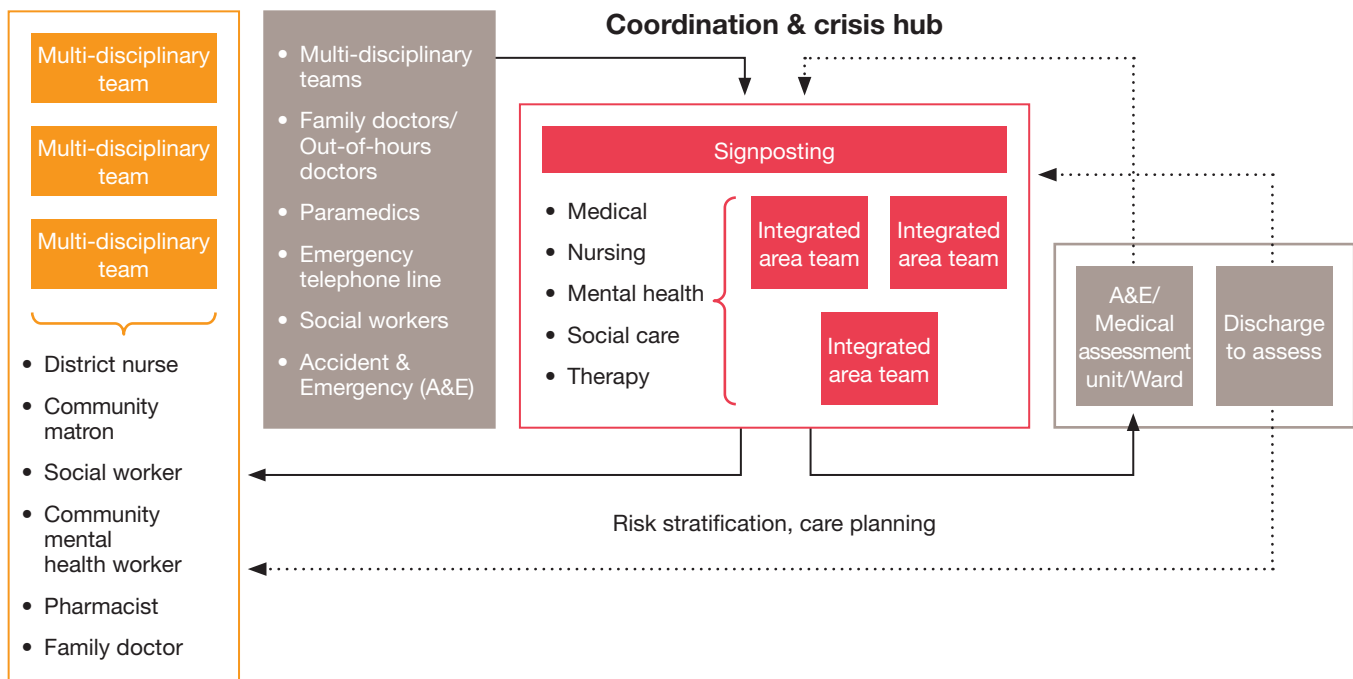 Multi-disciplinary
team
Multi-disciplinary
team
Multi-disciplinary
team
• District nurse
• Community
matron
• Social worker
• Community
mental
health worker
• Pharmacist
• Family doctor
• Multi-disciplinary
teams
• Family doctors/
Out-of-hours
doctors
• Paramedics
• Emergency
telephone line
• Social workers
• Accident &
Emergency (A&E)
Coordination & crisis hub
Signposting
• Medical
• Nursing
• Mental health
• Social care
• Therapy
Integrated
area team
Integrated
area team
Integrated
area team
A&E/
Medical
assessment
unit/Ward
Discharge
to assess
Risk stratification, care planning